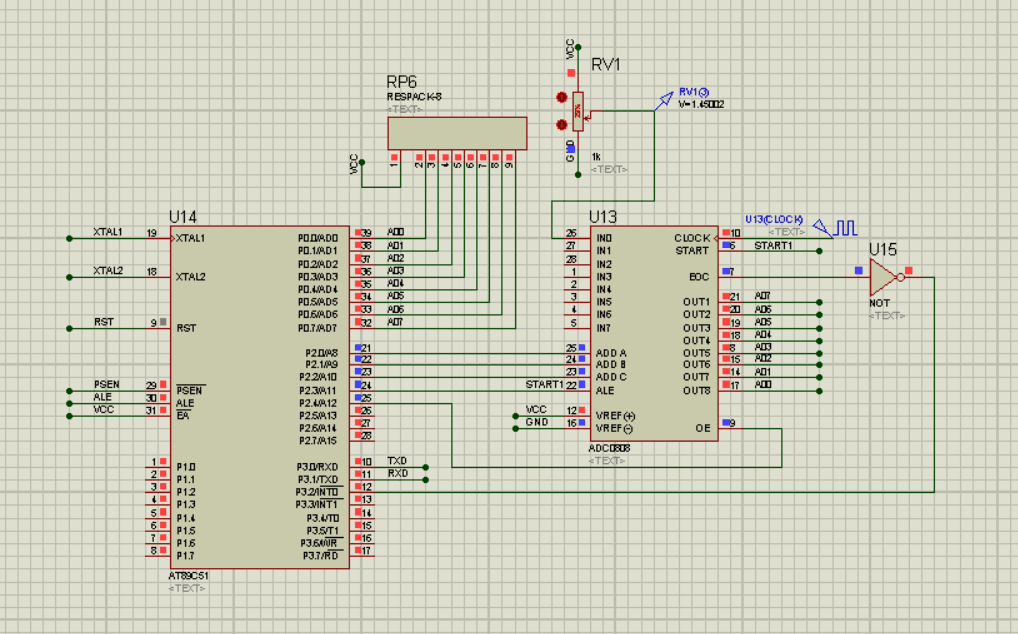 VCC
RV1
RP6
RESPACK-8
<TEXT>
RV1(2)
V=1.45002
25%
GND
1k
<TEXT>
VCC
1
2
3
4
5
6
7
8
9
U14
XTAL1 19 XTAL1
XTAL2 18 XTAL2
RST 9 RST
PSEN 29 PSEN
ALE 30 ALE
VCC 31 EA
1 P1.0
2 P1.1
3 P1.2
4 P1.3
5 P1.4
6 P1.5
7 P1.6
8 P1.7
P0.0/AD0 39 AD0
P0.1/AD1 38 AD1
P0.2/AD2 37 AD2
P0.3/AD3 36 AD3
P0.4/AD4 35 AD4
P0.5/AD5 34 AD5
P0.6/AD6 33 AD6
P0.7/AD7 32 AD7
P2.0/A8 21
P2.1/A9 22
P2.2/A10 23
P2.3/A11 24
P2.4/A12 25
P2.5/A13 26
P2.6/A14 27
P2.7/A15 28
P3.0/RXD 10 TXD
P3.1/TXD 11 RXD
P3.2/INT0 12
P3.3/INT1 13
P3.4/T0 14
P3.5/T1 15
P3.6/WR 16
P3.7/RD 17
AT89C51
<TEXT>
U13
26 IN0
27 IN1
28 IN2
1 IN3
2 IN4
3 IN5
4 IN6
5 IN7
25 ADD A
24 ADD B
23 ADD C
START1 22 ALE
VCC 12 VREF(+)
GND 16 VREF(-)
CLOCK 10
START 6 START1
EOC 7
OUT1 21 AD7
OUT2 20 AD6
OUT3 19 AD5
OUT4 18 AD4
OUT5 8 AD3
OUT6 15 AD2
OUT7 14 AD1
OUT8 17 AD0
OE 9
ADC0808
<TEXT>
U13(CLOCK)
<TEXT>
U15
NOT
<TEXT>